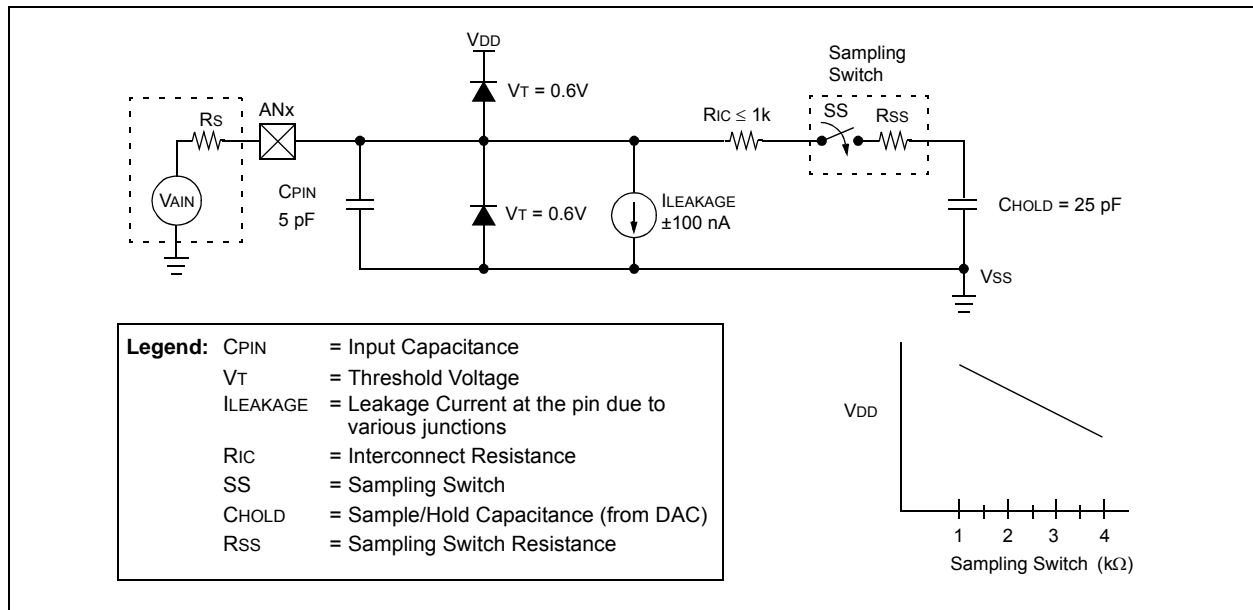 VDD
Sampling
Switch
VT = 0.6V
ANx
RIC ≤ 1k
SS
RSS
RS
VAIN
CPIN
5 pF
VT = 0.6V
ILEAKAGE
±100 nA
CHOLD = 25 pF
VSS
Legend: CPIN = Input Capacitance
VT = Threshold Voltage
ILEAKAGE = Leakage Current at the pin due to
various junctions
RIC = Interconnect Resistance
SS = Sampling Switch
CHOLD = Sample/Hold Capacitance (from DAC)
RSS = Sampling Switch Resistance
VDD
1 2 3 4
Sampling Switch (kΩ)